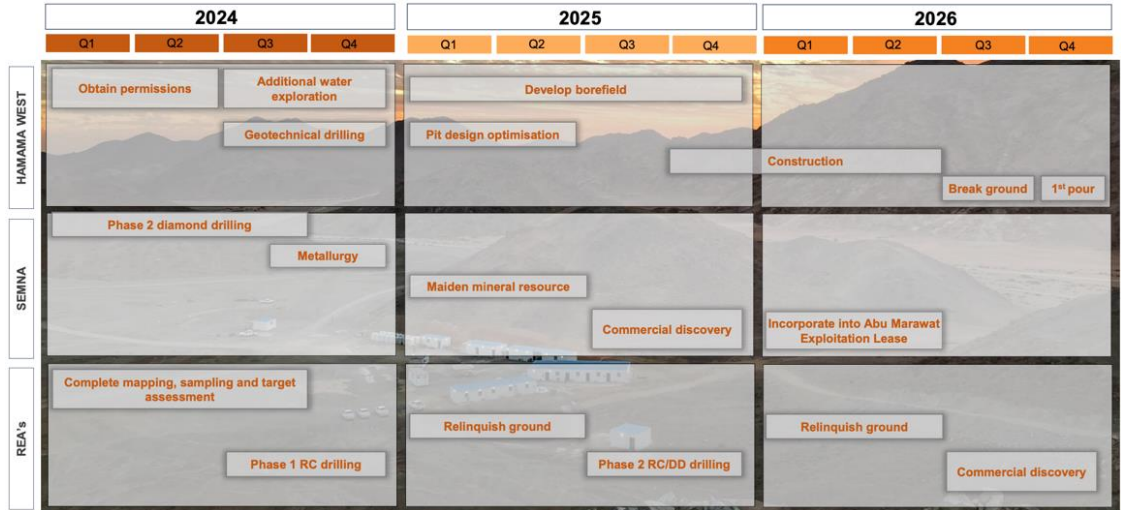 2024
2025
2026
Q1
Q2
Q3
Q4
Q1
Q2
Q3
Q4
Q1
Q2
Q3
Q4
HAMAMA WEST
Obtain permissions
Additional water
exploration
Develop borefield
Geotechnical drilling
Pit design optimisation
Construction
Break ground
1st pour
SEMNA
Phase 2 diamond drilling
Metallurgy
Maiden mineral resource
Commercial discovery
Incorporate into Abu Marawat
Exploitation Lease
REA's
Complete mapping, sampling and target
assessment
Relinquish ground
Relinquish ground
Phase 1 RC drilling
Phase 2 RC/DD drilling
Commercial discovery